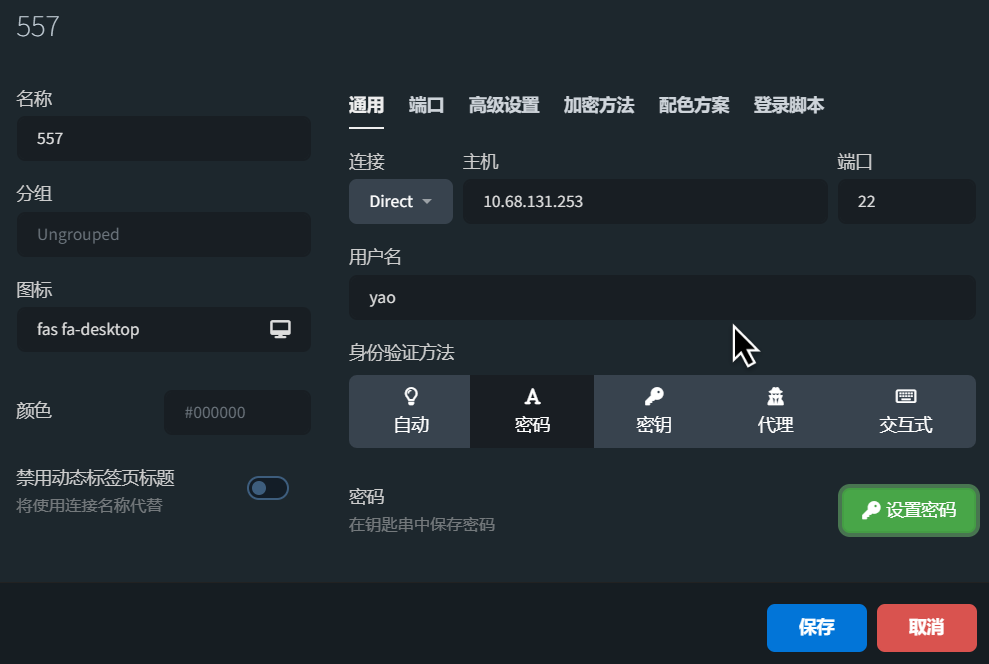 557
名称
557
分组
Ungrouped
图标
fas fa-desktop
颜色
#000000
禁用动态标签页标题
将使用连接名称代替
通用 端口 高级设置 加密方法 配色方案 登录脚本
连接 主机 端口
Direct 10.68.131.253 22
用户名
yao
身份验证方法
自动 密码 密钥 代理 交互式
密码
在钥匙串中保存密码
设置密码
保存 取消